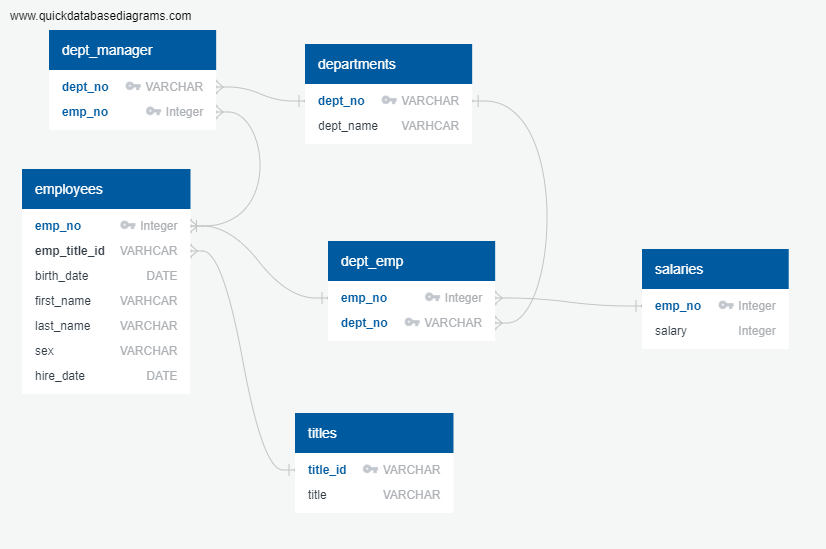 www.quickdatabasediagrams.com
dept_manager
dept_no VARCHAR
emp_no Integer
departments
dept_no VARCHAR
dept_name VARHCAR
employees
emp_no Integer
emp_title_id VARHCAR
birth_date DATE
first_name VARHCAR
last_name VARCHAR
sex VARCHAR
hire_date DATE
dept_emp
emp_no Integer
dept_no VARCHAR
salaries
emp_no Integer
salary Integer
titles
title_id VARCHAR
title VARCHAR